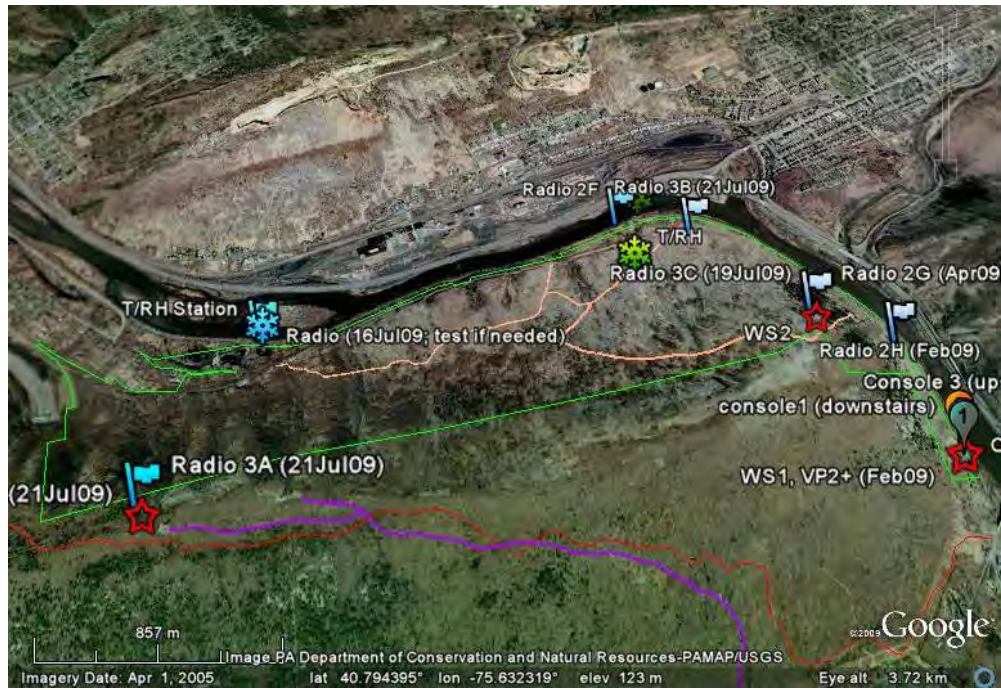 Radio 2F
Radio 3B (21Jul09)
T/RH
Radio 3C (19Jul09)
Radio 2G (Apr09
T/RH Station
Radio (16Jul09; test if needed)
WS2
Radio 2H (Feb09)
Console 3 (up
console1 (downstairs)
1
C
Radio 3A (21Jul09)
(21Jul09)
WS1, VP2+ (Feb09)
857 m
©2009 Google
Image PA Department of Conservation and Natural Resources-PAMAP/USGS
Imagery Date: Apr 1, 2005 lat 40.794395° lon -75.632319° elev 123 m Eye alt 3.72 km